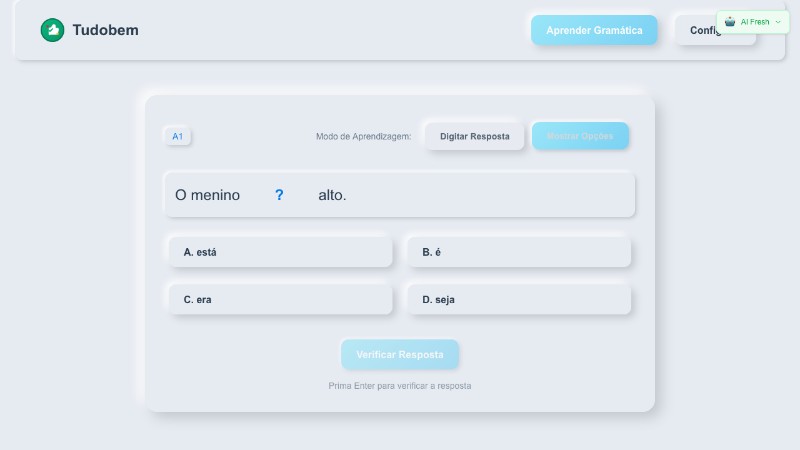 Tudobem
Aprender Gramática
AI Fresh
A1
Modo de Aprendizagem:
Digitar Resposta
Mostrar Opções
O menino ? alto.
A. está
B. é
C. era
D. seja
Verificar Resposta
Prima Enter para verificar a resposta